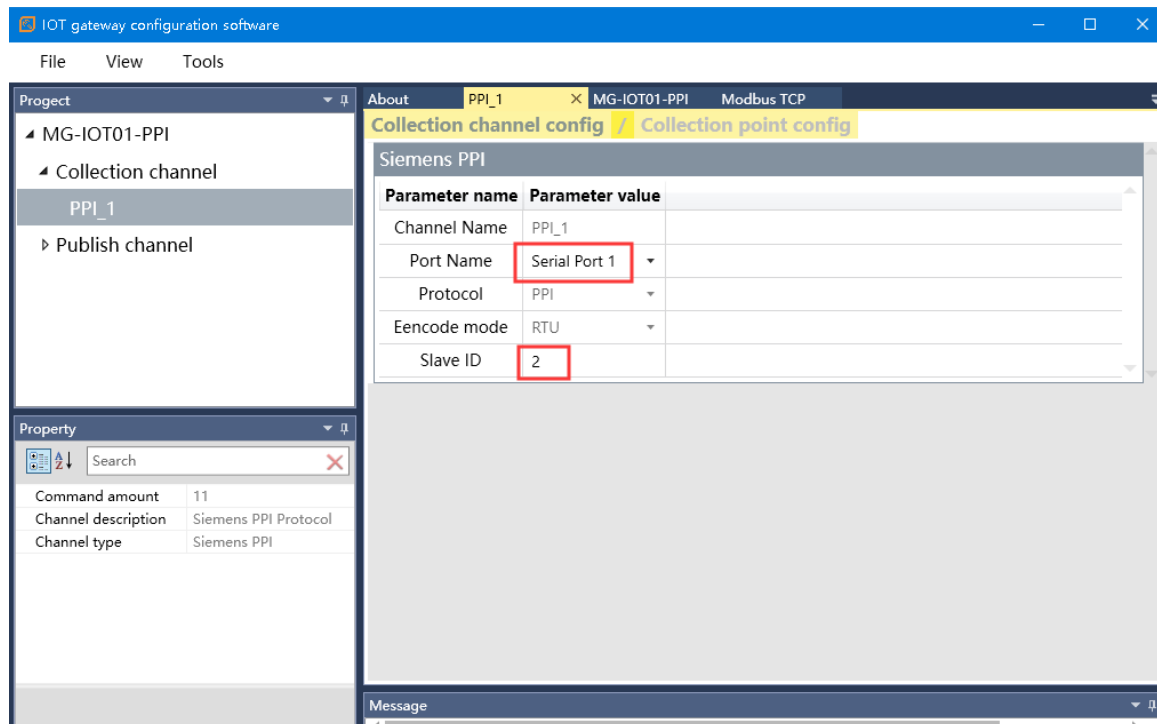 IOT gateway configuration software
File View Tools
Progect
MG-IOT01-PPI
Collection channel
PPI_1
Publish channel
Property
Search
Command amount 11
Channel description Siemens PPI Protocol
Channel type Siemens PPI
About PPI_1 MG-IOT01-PPI Modbus TCP
Collection channel config / Collection point config
Siemens PPI
Parameter name Parameter value
Channel Name PPI_1
Port Name Serial Port 1
Protocol PPI
Eencode mode RTU
Slave ID 2
Message